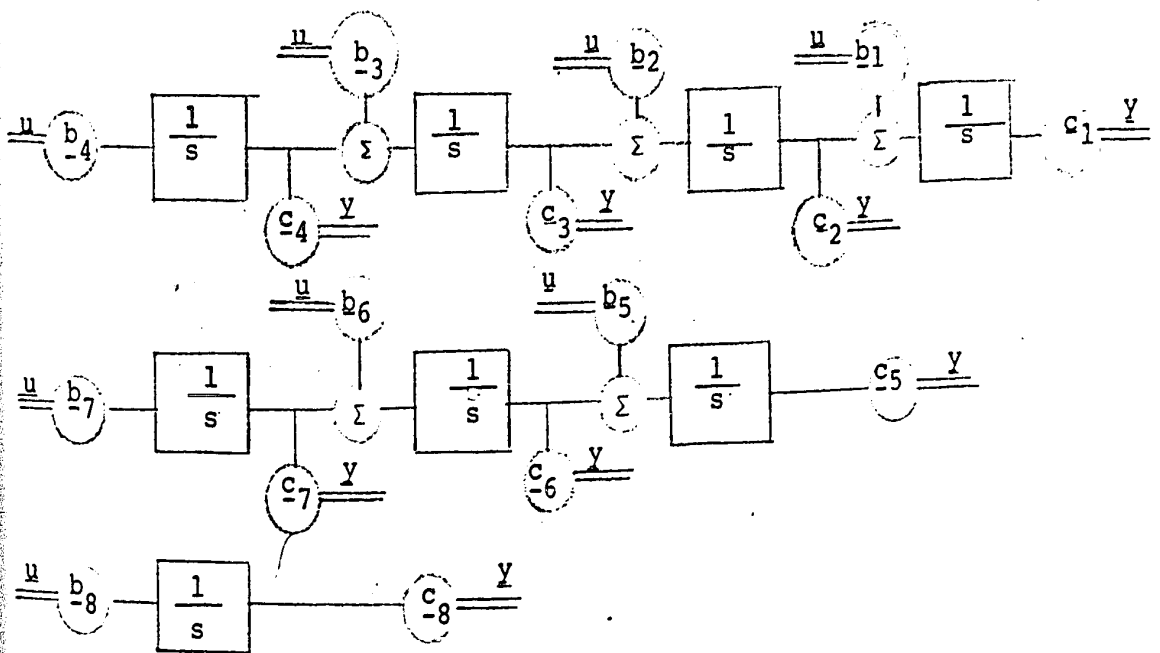 u b3 u b2 u b1
u b4 1/s Σ 1/s Σ 1/s Σ 1/s c1 y
c4 y c3 y c2 y
u b6 u b5
u b7 1/s Σ 1/s Σ 1/s c5 y
c7 y c6 y
u b8 1/s c8 y